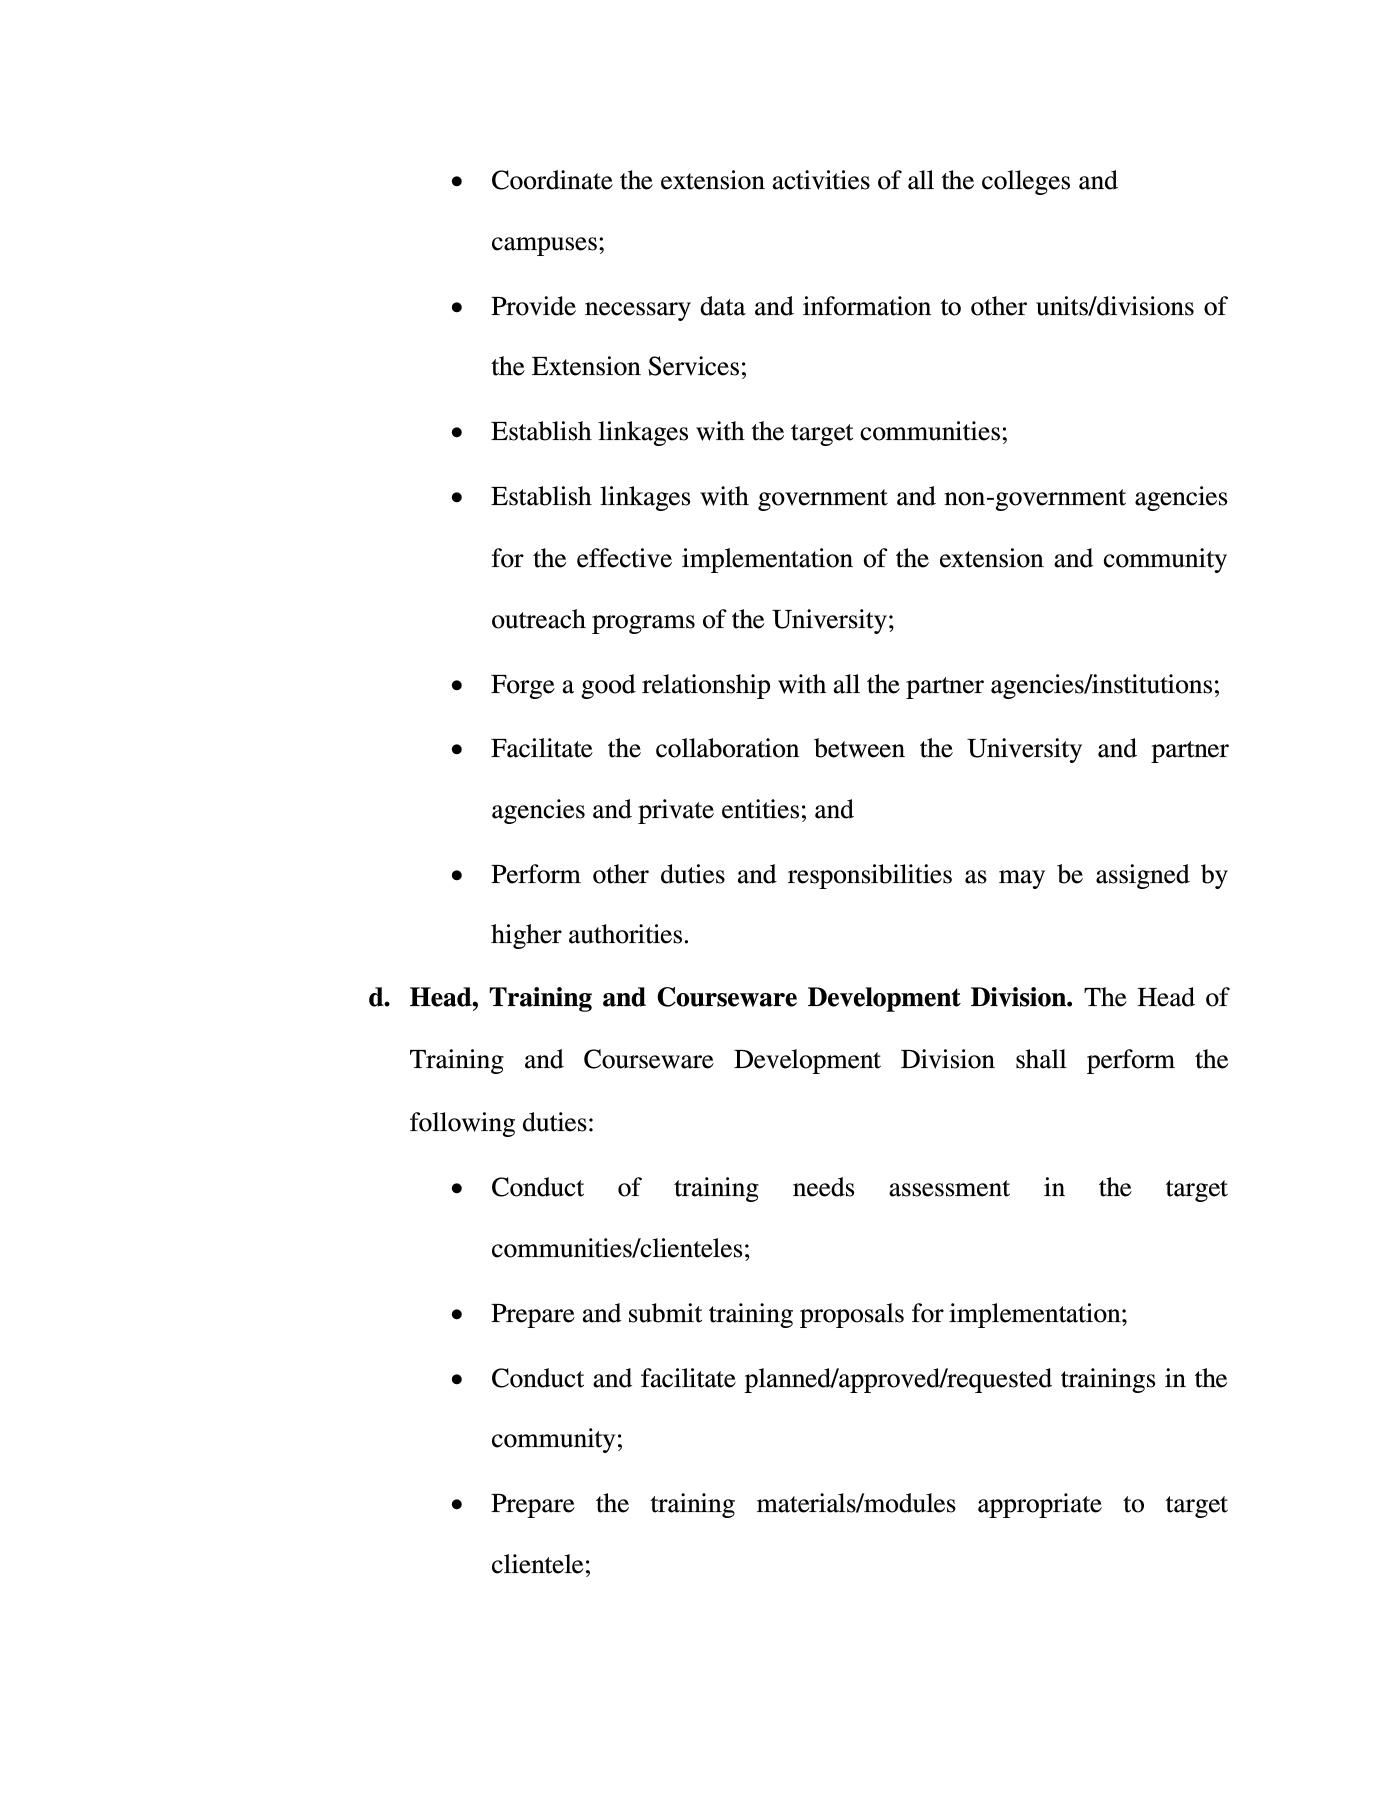 • Coordinate the extension activities of all the colleges and
campuses;
• Provide necessary data and information to other units/divisions of
the Extension Services;
• Establish linkages with the target communities;
• Establish linkages with government and non-government agencies
for the effective implementation of the extension and community
outreach programs of the University;
• Forge a good relationship with all the partner agencies/institutions;
• Facilitate the collaboration between the University and partner
agencies and private entities; and
• Perform other duties and responsibilities as may be assigned by
higher authorities.
d. Head, Training and Courseware Development Division. The Head of
Training and Courseware Development Division shall perform the
following duties:
• Conduct of training needs assessment in the target
communities/clienteles;
• Prepare and submit training proposals for implementation;
• Conduct and facilitate planned/approved/requested trainings in the
community;
• Prepare the training materials/modules appropriate to target
clientele;